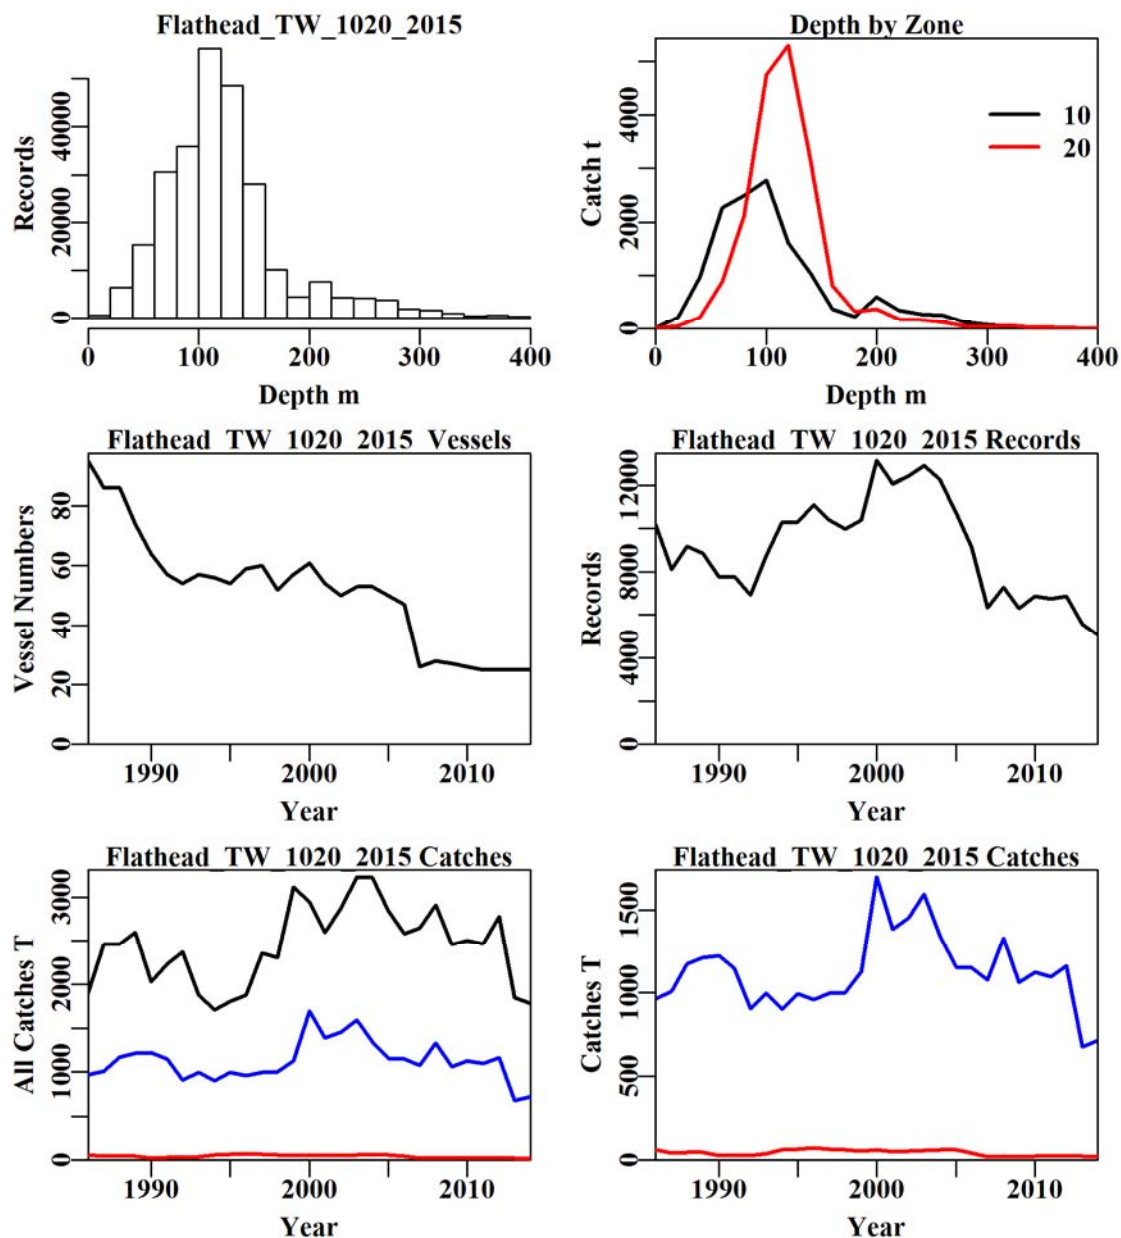 Flathead_TW_1020_2015
Records
0
20000
40000
0
100
200
300
400
Depth m
Depth by Zone
Catch t
0
2000
4000
10
20
0
100
200
300
400
Depth m
Flathead_TW_1020_2015_Vessels
Vessel Numbers
0
20
40
60
80
1990
2000
2010
Year
Flathead_TW_1020_2015 Records
Records
0
4000
8000
12000
1990
2000
2010
Year
Flathead_TW_1020_2015 Catches
All Catches T
0
1000
2000
3000
1990
2000
2010
Year
Flathead_TW_1020_2015 Catches
Catches T
0
500
1000
1500
1990
2000
2010
Year